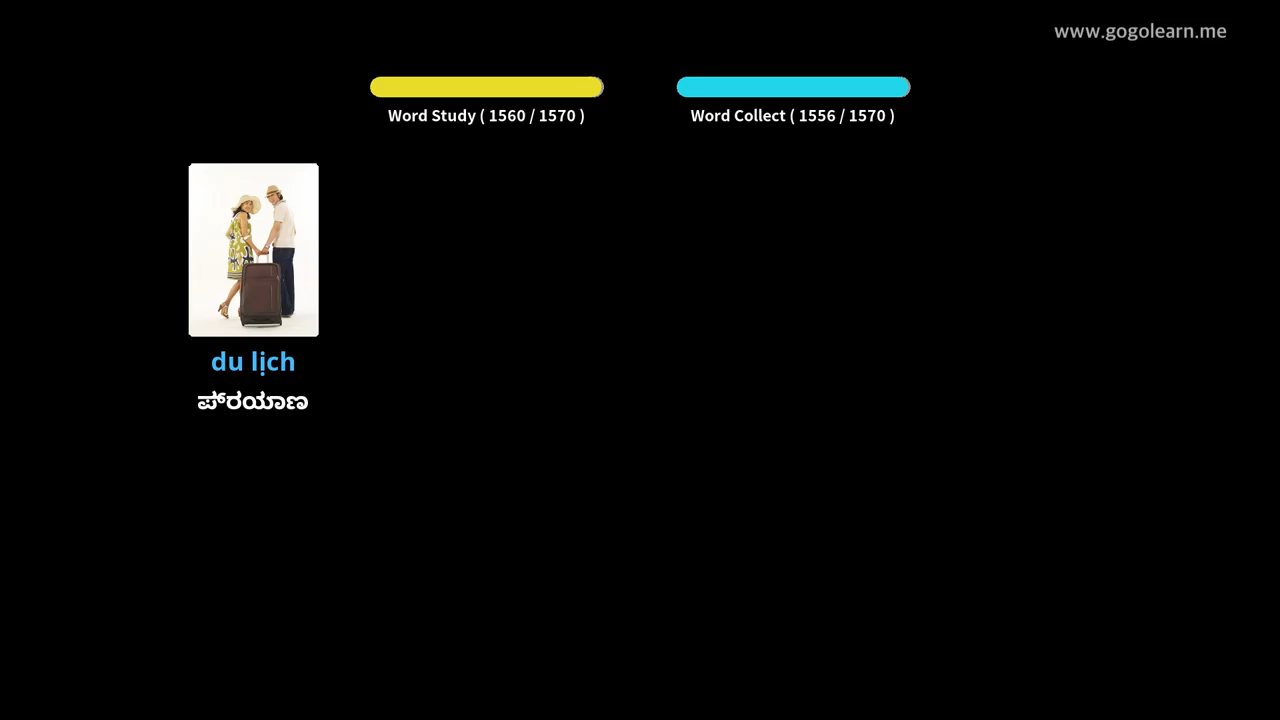 www.gogolearn.me
Word Study ( 1560 / 1570 )
Word Collect ( 1556 / 1570 )
du lịch
ಪ್ರಯಾಣ